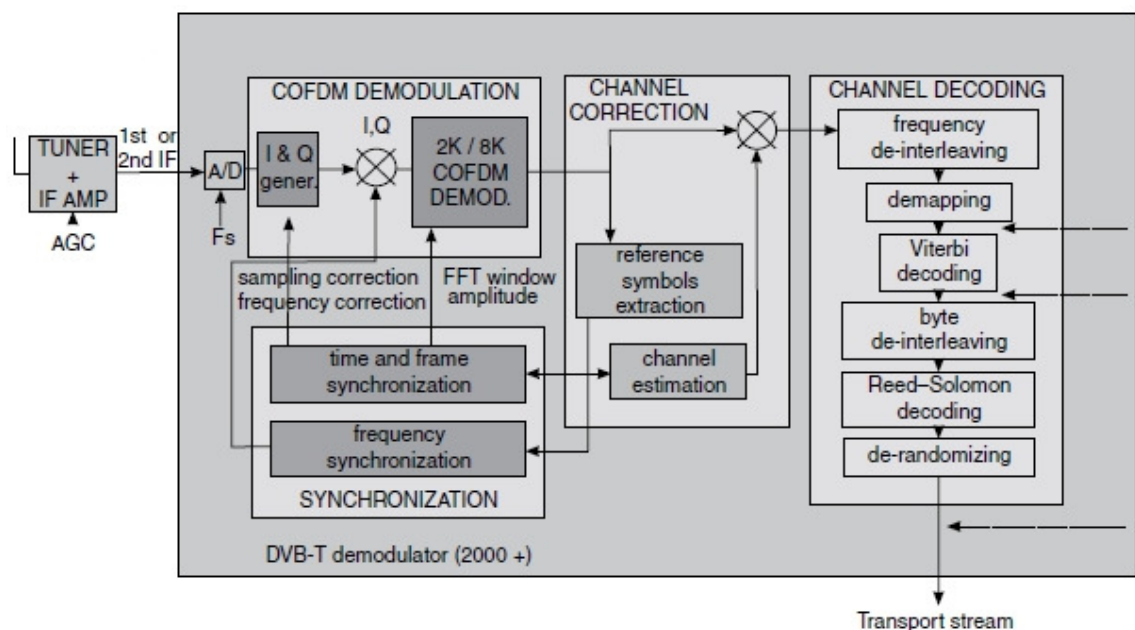 TUNER
+
IF AMP
AGC
1st or
2nd IF
A/D
Fs
COFDM DEMODULATION
I & Q
gener.
I,Q
2K / 8K
COFDM
DEMOD.
sampling correction
frequency correction
FFT window
amplitude
time and frame
synchronization
frequency
synchronization
SYNCHRONIZATION
DVB-T demodulator (2000 +)
CHANNEL
CORRECTION
reference
symbols
extraction
channel
estimation
CHANNEL DECODING
frequency
de-interleaving
demapping
Viterbi
decoding
byte
de-interleaving
Reed–Solomon
decoding
de-randomizing
Transport stream